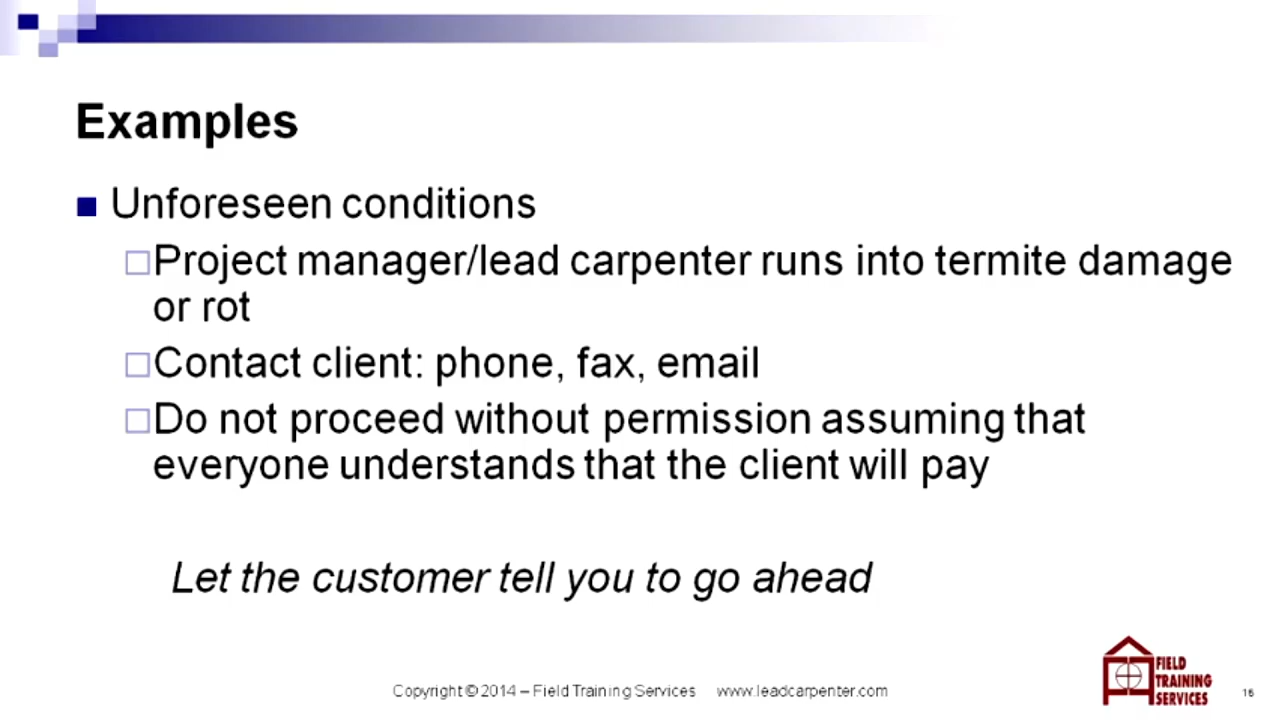 Examples
Unforeseen conditions
Project manager/lead carpenter runs into termite damage
or rot
Contact client: phone, fax, email
Do not proceed without permission assuming that
everyone understands that the client will pay
Let the customer tell you to go ahead
FIELD
TRAINING
SERVICES
Copyright © 2014 – Field Training Services www.leadcarpenter.com
16